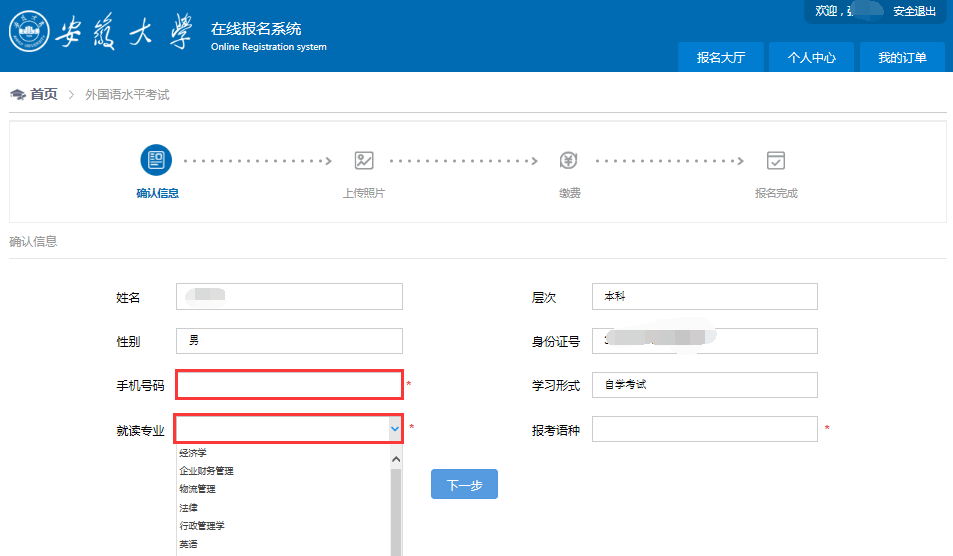 安徽大学
在线报名系统
Online Registration system
欢迎，
安全退出
报名大厅
个人中心
我的订单
首页
外国语水平考试
确认信息
上传照片
缴费
报名完成
确认信息
姓名
层次
本科
性别
男
身份证号
手机号码
*
学习形式
自学考试
就读专业
*
报考语种
*
经济学
企业财务管理
物流管理
法律
行政管理学
英语
下一步